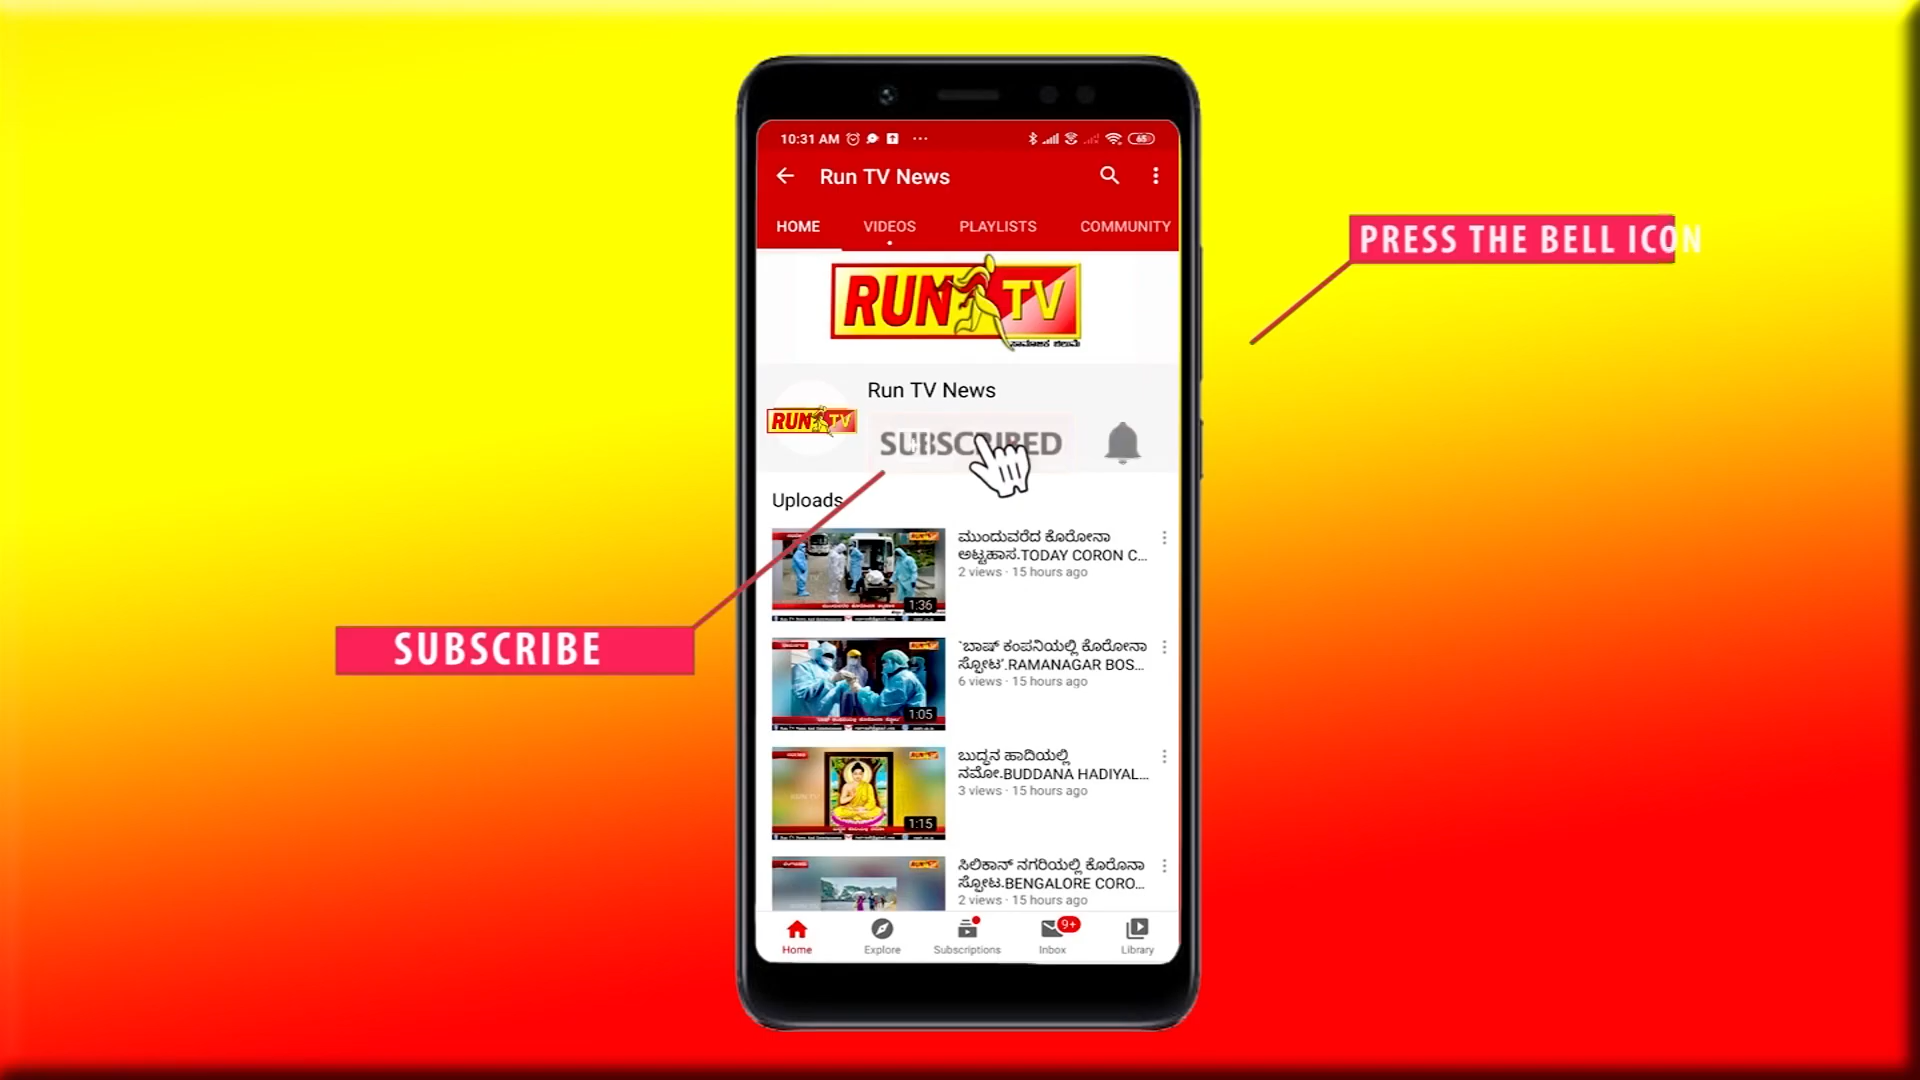 10:31 AM
65
Run TV News
HOME VIDEOS PLAYLISTS COMMUNITY
RUN TV
ಸಾಮಾಜಿಕ ಚಲುಮೆ
PRESS THE BELL ICON
Run TV News
RUN TV
SUBSCRIBED
Uploads
ಮುಂದುವರೆದ ಕೊರೋನಾ
ಅಟ್ಟಹಾಸ.TODAY CORON C...
2 views · 15 hours ago
1:36
SUBSCRIBE
`ಬಾಷ್ ಕಂಪನಿಯಲ್ಲಿ ಕೊರೋನಾ
ಸ್ಫೋಟ'.RAMANAGAR BOS...
6 views · 15 hours ago
1:05
ಬುದ್ಧನ ಹಾದಿಯಲ್ಲಿ
ನಮೋ.BUDDANA HADIYAL...
3 views · 15 hours ago
1:15
ಸಿಲಿಕಾನ್ ನಗರಿಯಲ್ಲಿ ಕೊರೊನಾ
ಸ್ಫೋಟ.BENGALORE CORO...
2 views · 15 hours ago
9+
Home Explore Subscriptions Inbox Library